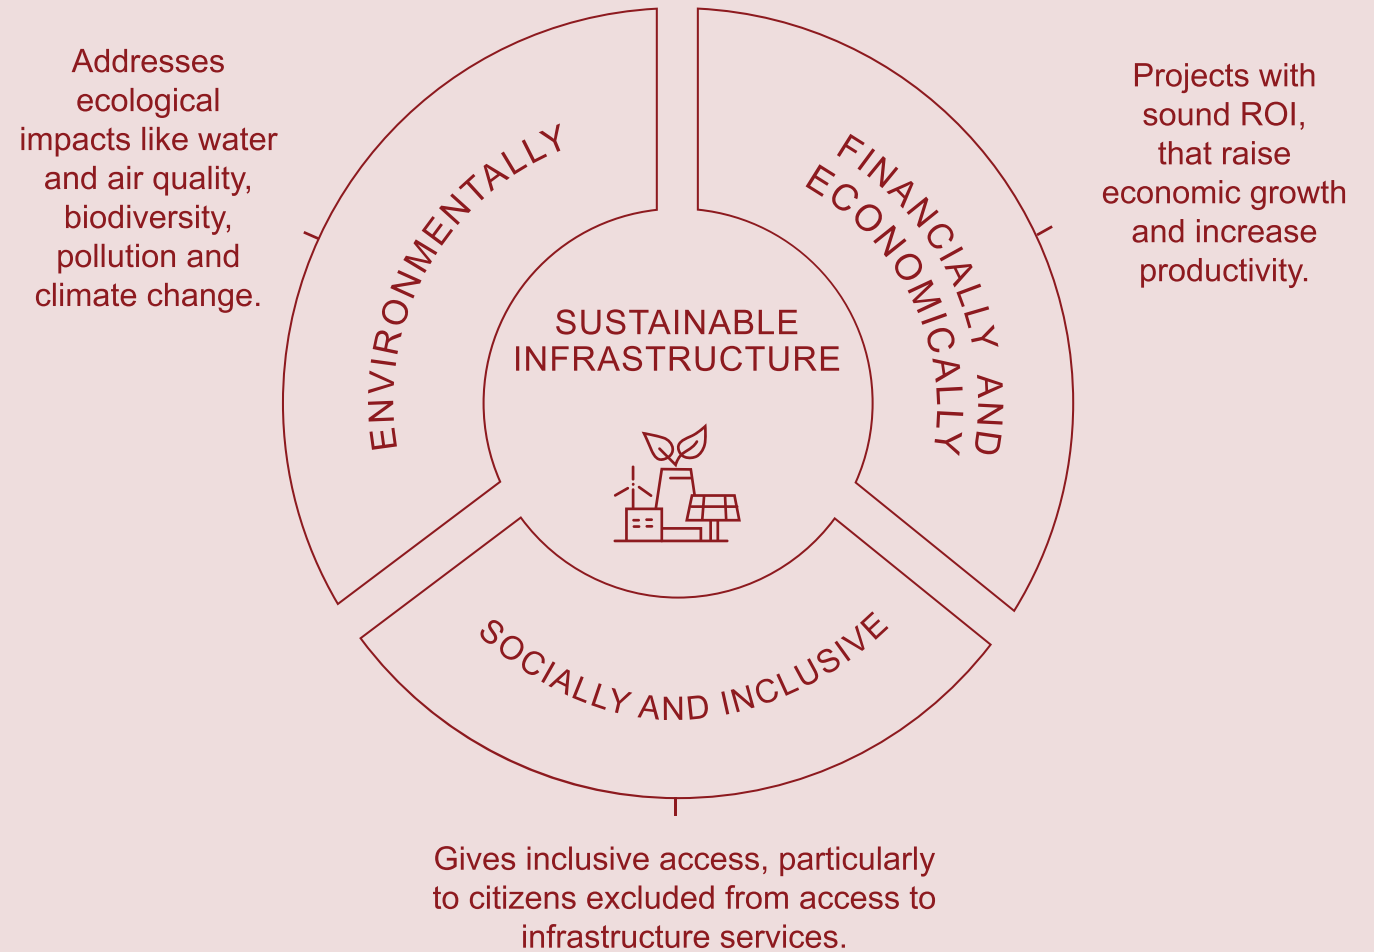 Addresses
ecological
impacts like water
and air quality,
biodiversity,
pollution and
climate change.
ENVIRONMENTALLY
FINANCIALLY AND
ECONOMICALLY
Projects with
sound ROI,
that raise
economic growth
and increase
productivity.
SUSTAINABLE
INFRASTRUCTURE
SOCIALLY AND INCLUSIVE
Gives inclusive access, particularly
to citizens excluded from access to
infrastructure services.